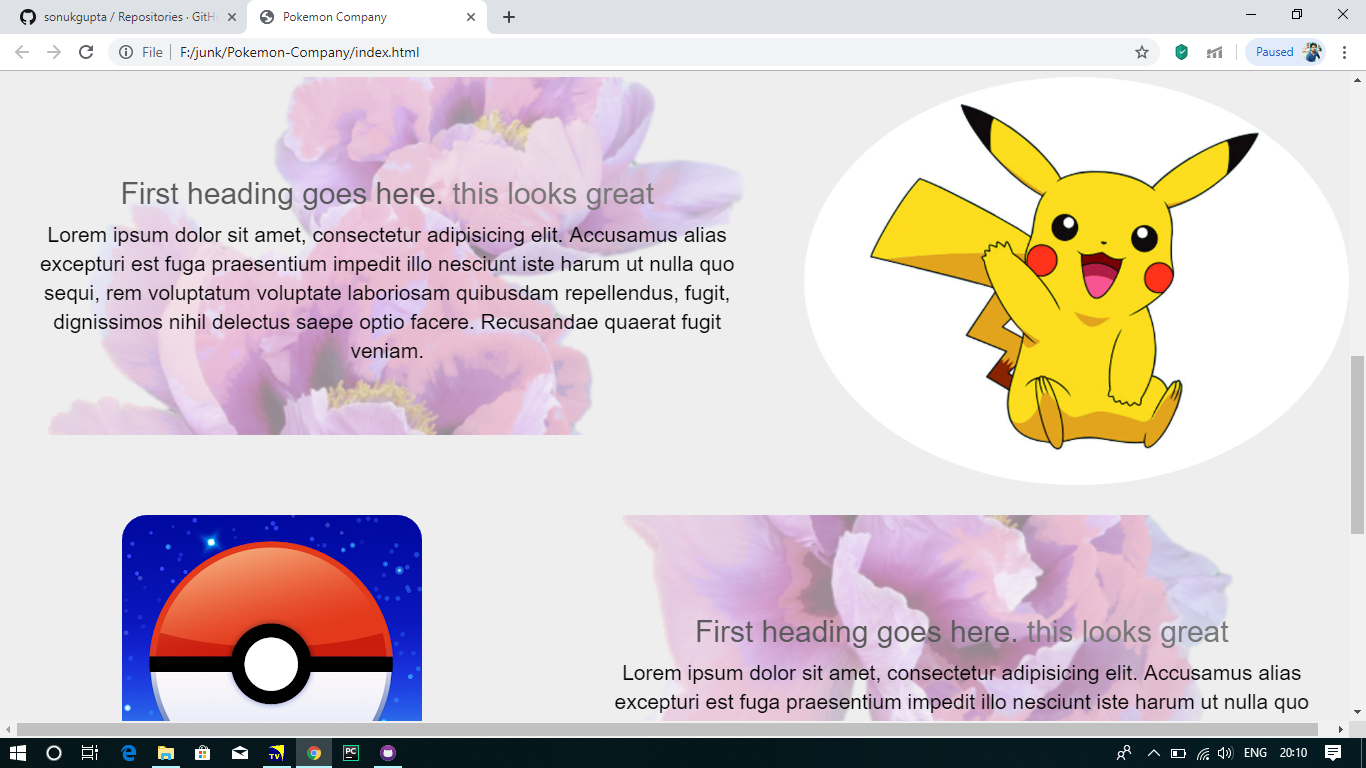 sonukgupta / Repositories · GitH
Pokemon Company
File | F:/junk/Pokemon-Company/index.html
Paused
First heading goes here. this looks great
Lorem ipsum dolor sit amet, consectetur adipisicing elit. Accusamus alias
excepturi est fuga praesentium impedit illo nesciunt iste harum ut nulla quo
sequi, rem voluptatum voluptate laboriosam quibusdam repellendus, fugit,
dignissimos nihil delectus saepe optio facere. Recusandae quaerat fugit
veniam.
First heading goes here. this looks great
Lorem ipsum dolor sit amet, consectetur adipisicing elit. Accusamus alias
excepturi est fuga praesentium impedit illo nesciunt iste harum ut nulla quo
TV
PC
ENG
20:10